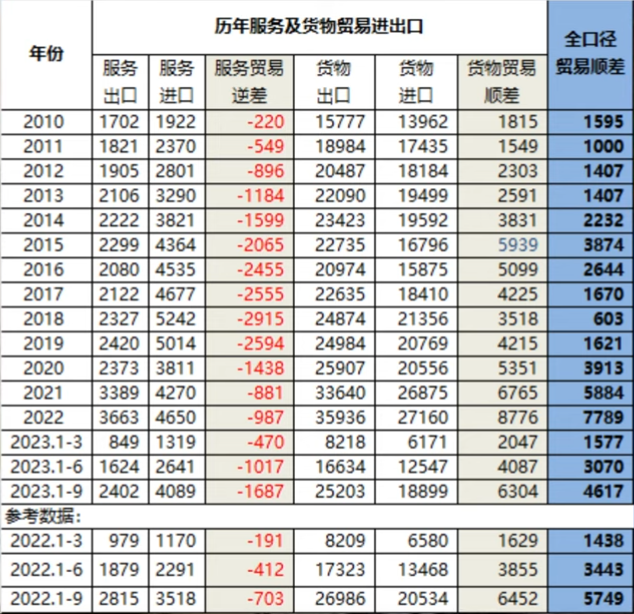 历年服务及货物贸易进出口
年份 全口径
贸易顺差
服务 服务 服务贸易 货物 货物 货物贸易
出口 进口 逆差 出口 进口 顺差
2010 1702 1922 -220 15777 13962 1815 1595
2011 1821 2370 -549 18984 17435 1549 1000
2012 1905 2801 -896 20487 18184 2303 1407
2013 2106 3290 -1184 22090 19499 2591 1407
2014 2222 3821 -1599 23423 19592 3831 2232
2015 2299 4364 -2065 22735 16796 5939 3874
2016 2080 4535 -2455 20974 15875 5099 2644
2017 2122 4677 -2555 22635 18410 4225 1670
2018 2327 5242 -2915 24874 21356 3518 603
2019 2420 5014 -2594 24984 20769 4215 1621
2020 2373 3811 -1438 25907 20556 5351 3913
2021 3389 4270 -881 33640 26875 6765 5884
2022 3663 4650 -987 35936 27160 8776 7789
2023.1-3 849 1319 -470 8218 6171 2047 1577
2023.1-6 1624 2641 -1017 16634 12547 4087 3070
2023.1-9 2402 4089 -1687 25203 18899 6304 4617
参考数据：
2022.1-3 979 1170 -191 8209 6580 1629 1438
2022.1-6 1879 2291 -412 17323 13468 3855 3443
2022.1-9 2815 3518 -703 26986 20534 6452 5749